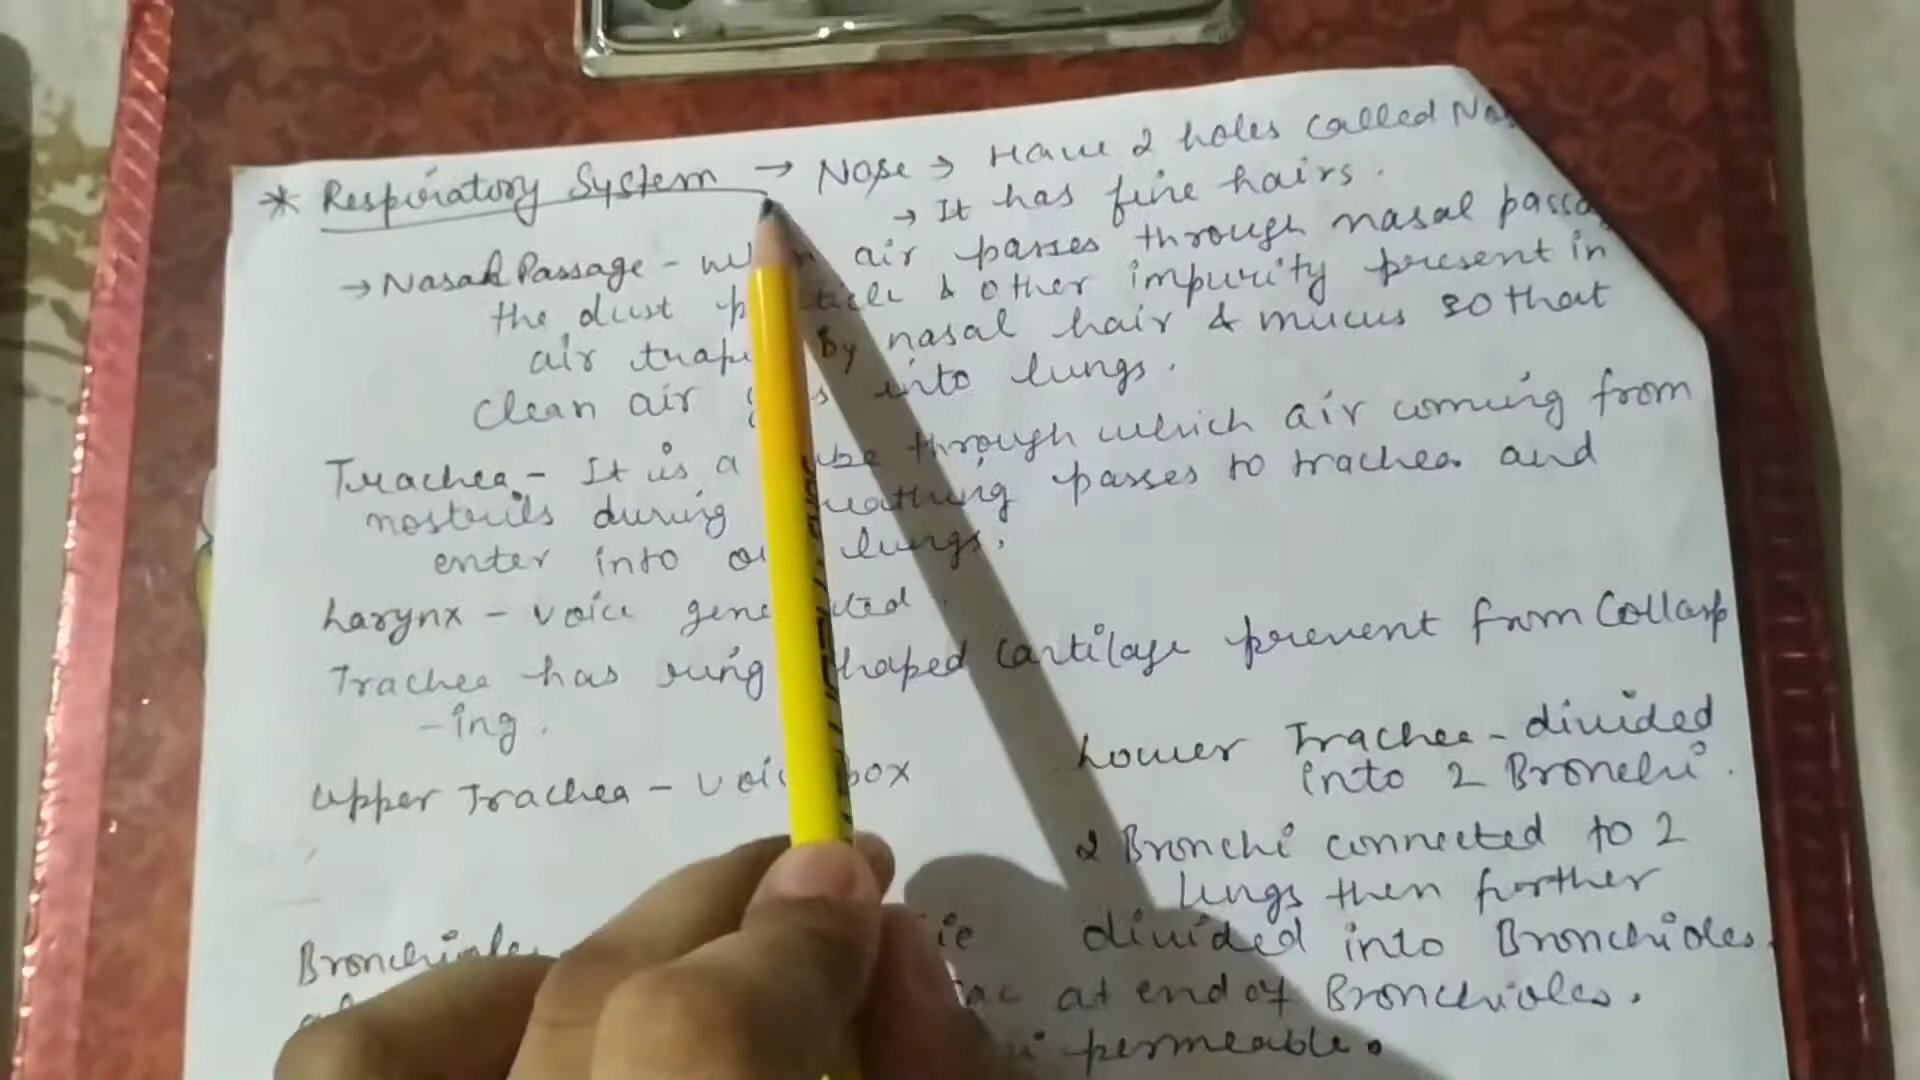 * Respiratory System → Nose → Have 2 holes called
→ It has fine hairs.
→ Nasal Passage - air passes through nasal
the dust & other impurity present in
air By nasal hair & mucus so that
clean air into lungs.
Trachea - It is a through which air coming from
nostrils during passes to trachea and
enter into lungs.
Larynx - voice
Trachea has ring cartilage prevent from Collasp
-ing.
Upper Trachea - box
Lower Trachea - divided
into 2 Bronchi.
2 Bronchi connected to 2
lungs then further
divided into Bronchioles.
at end of Bronchioles.
permeable.